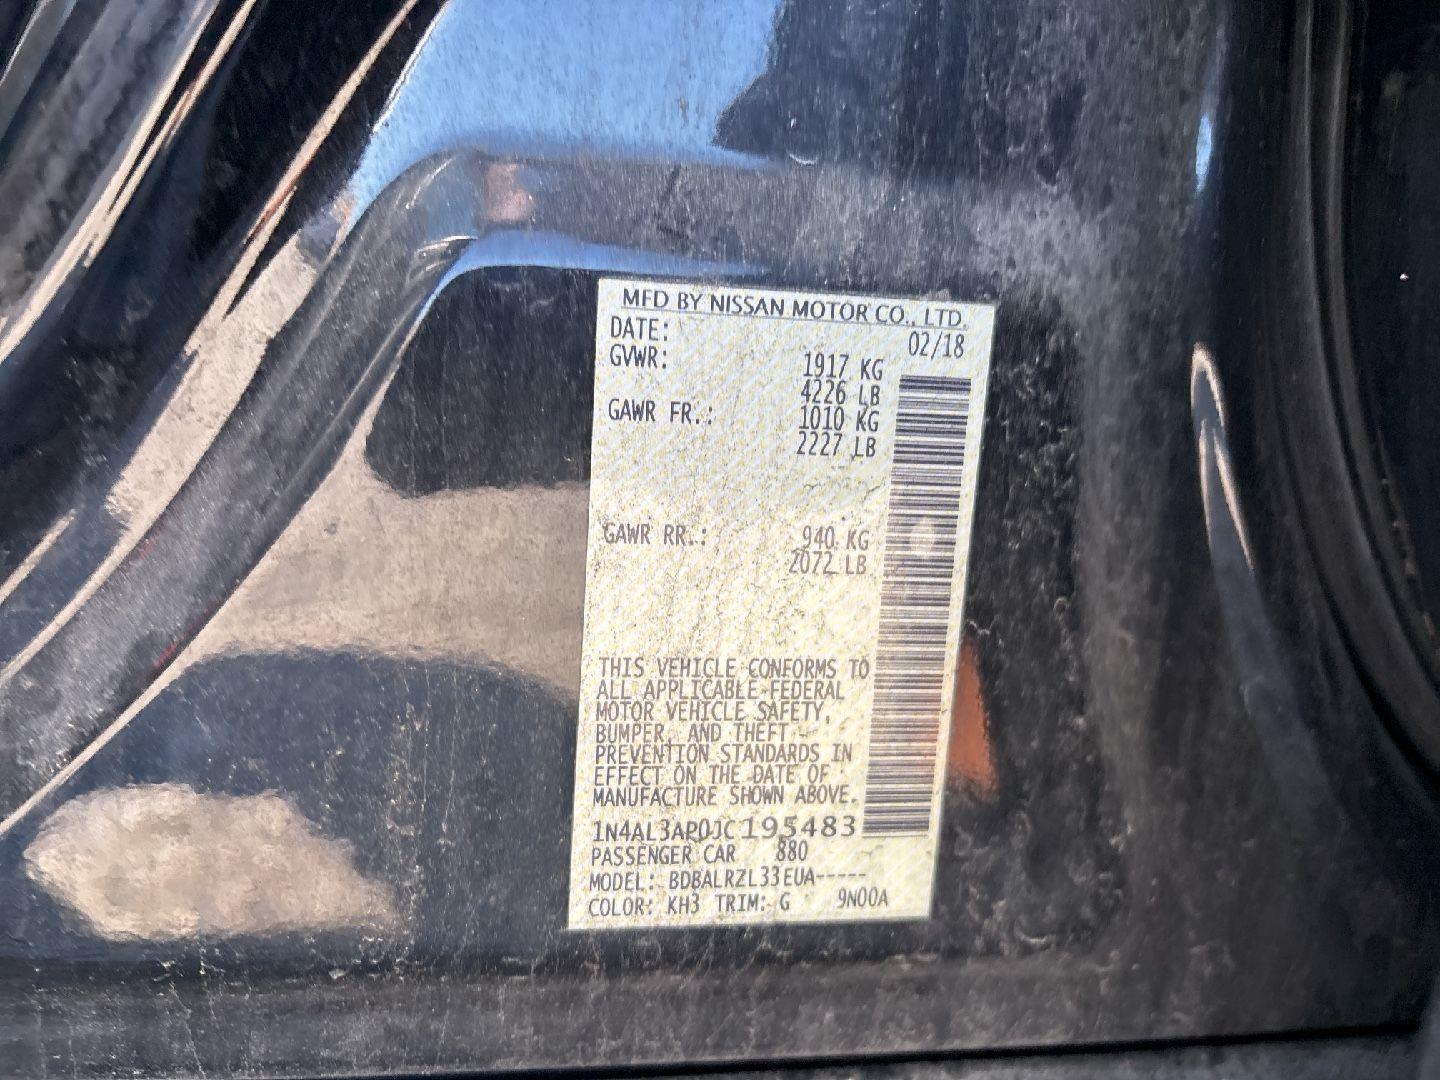 MFD BY NISSAN MOTOR CO., LTD.
DATE: 02/18
GVWR: 1917 KG
4226 LB
GAWR FR.: 1010 KG
2227 LB
GAWR RR.: 940 KG
2072 LB
THIS VEHICLE CONFORMS TO
ALL APPLICABLE FEDERAL
MOTOR VEHICLE SAFETY,
BUMPER, AND THEFT
PREVENTION STANDARDS IN
EFFECT ON THE DATE OF
MANUFACTURE SHOWN ABOVE.
1N4AL3AP0JC195483
PASSENGER CAR 880
MODEL: BDBALRZL33EUA-----
COLOR: KH3 TRIM: G 9N00A